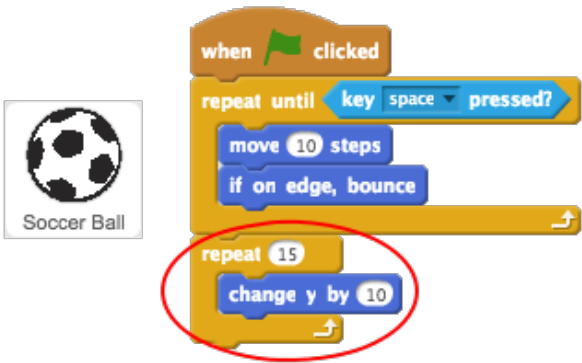 when clicked
repeat until key space pressed?
move 10 steps
if on edge, bounce
Soccer Ball
repeat 15
change y by 10